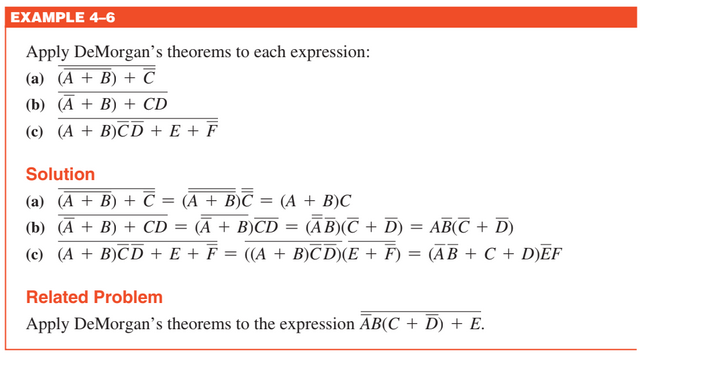 EXAMPLE 4–6
Apply DeMorgan's theorems to each expression:
(a) $\overline{\overline{(A + B)} + \overline{C}}$
(b) $\overline{(\overline{A} + B) + CD}$
(c) $\overline{(A + B)\overline{C}\,\overline{D} + E + \overline{F}}$
Solution
(a) $\overline{\overline{(A + B)} + \overline{C}} = (\overline{\overline{A + B}})\overline{\overline{C}} = (A + B)C$
(b) $\overline{(\overline{A} + B) + CD} = (\overline{\overline{A} + B})\overline{CD} = (\overline{\overline{A}}\,\overline{B})(\overline{C} + \overline{D}) = A\overline{B}(\overline{C} + \overline{D})$
(c) $\overline{(A + B)\overline{C}\,\overline{D} + E + \overline{F}} = \overline{((A + B)\overline{C}\,\overline{D})}\overline{(E + \overline{F})} = (\overline{A}\,\overline{B} + C + D)\overline{E}F$
Related Problem
Apply DeMorgan's theorems to the expression $\overline{\overline{A}B(C + \overline{D}) + E}$.